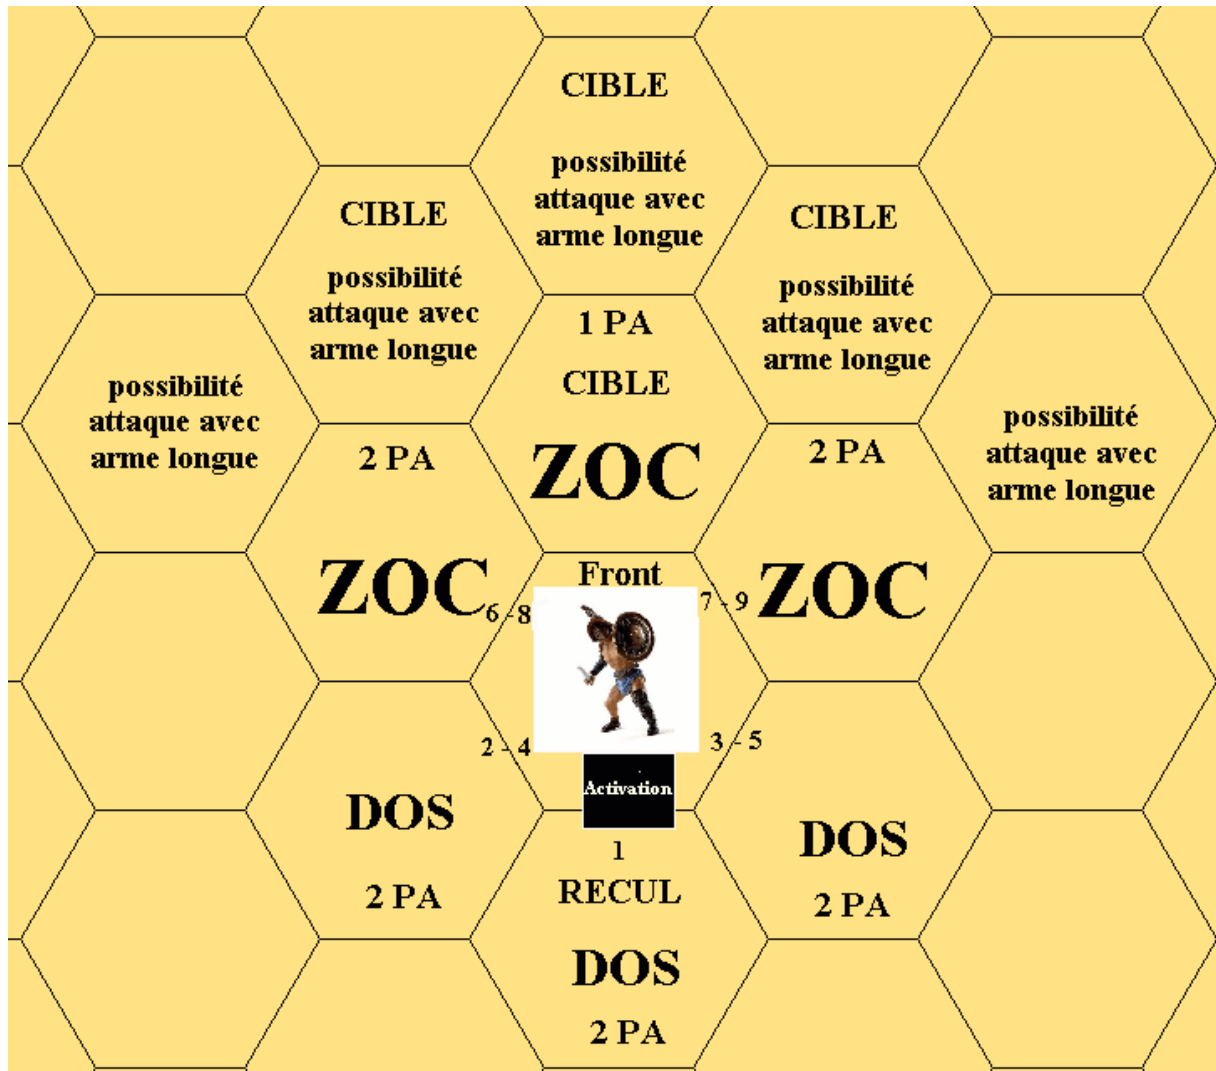 CIBLE
possibilité
attaque avec
arme longue
CIBLE
possibilité
attaque avec
arme longue
CIBLE
possibilité
attaque avec
arme longue
possibilité
attaque avec
arme longue
1 PA
CIBLE
ZOC
possibilité
attaque avec
arme longue
2 PA
ZOC
2 PA
ZOC
Front
6 - 8
7 - 9
2 - 4
3 - 5
Activation
DOS
2 PA
1
RECUL
DOS
2 PA
DOS
2 PA